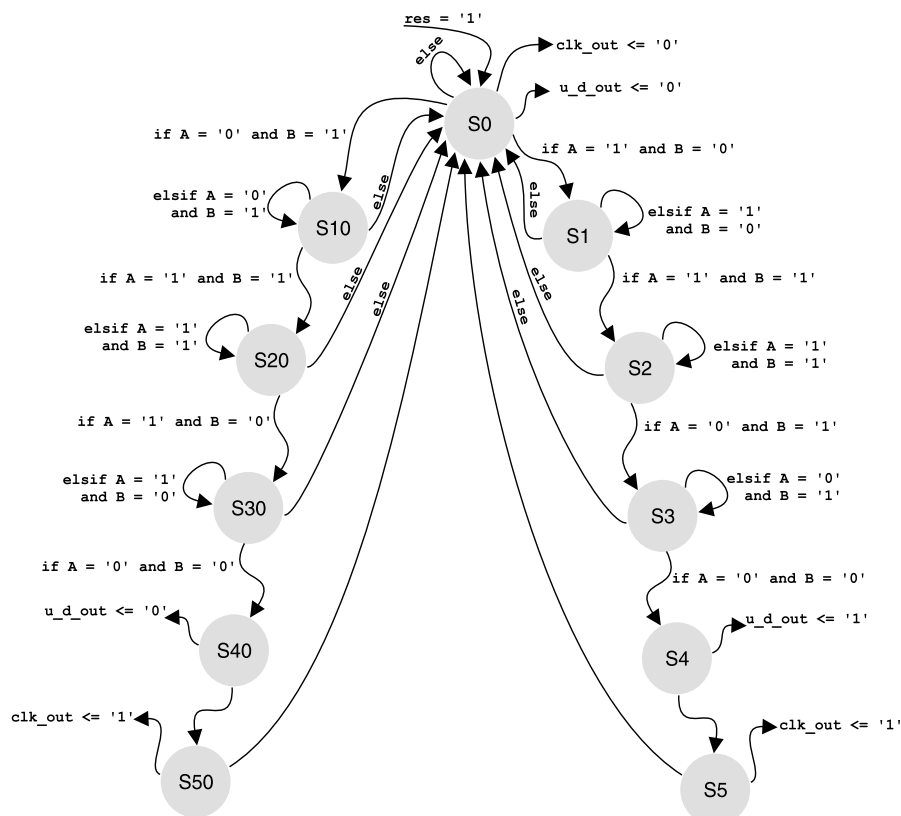 res = '1'
else
clk_out <= '0'
u_d_out <= '0'
S0
if A = '0' and B = '1'
if A = '1' and B = '0'
else
else
elsif A = '0'
and B = '1'
S10
S1
elsif A = '1'
and B = '0'
if A = '1' and B = '1'
if A = '1' and B = '1'
else
else
else
else
elsif A = '1'
and B = '1'
S20
S2
elsif A = '1'
and B = '1'
if A = '1' and B = '0'
if A = '0' and B = '1'
elsif A = '1'
and B = '0'
S30
S3
elsif A = '0'
and B = '1'
if A = '0' and B = '0'
if A = '0' and B = '0'
u_d_out <= '0'
S40
S4
u_d_out <= '1'
clk_out <= '1'
S50
S5
clk_out <= '1'